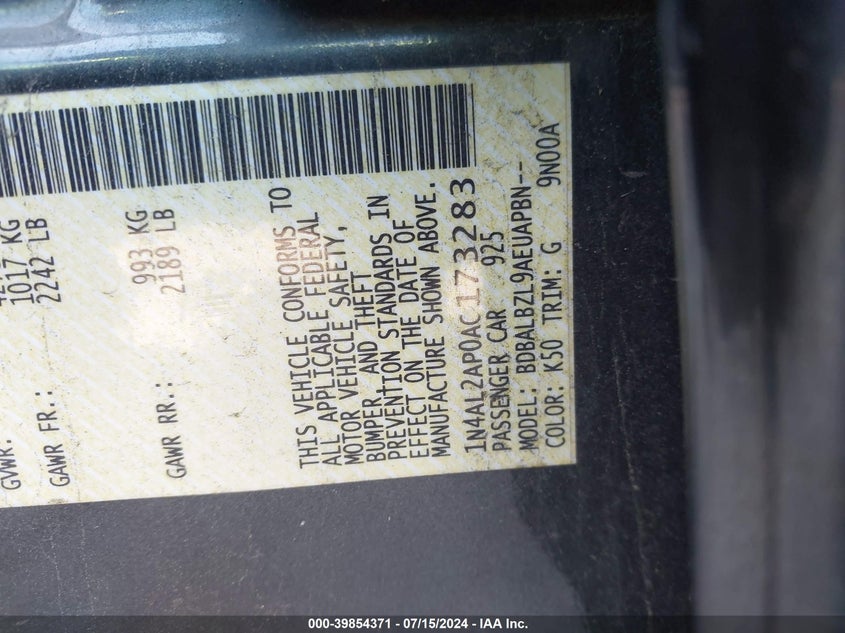 GVWR:
GAWR FR.: 1017 KG
2242 LB
GAWR RR.: 993 KG
2189 LB
THIS VEHICLE CONFORMS TO
ALL APPLICABLE FEDERAL
MOTOR VEHICLE SAFETY,
BUMPER, AND THEFT
PREVENTION STANDARDS IN
EFFECT ON THE DATE OF
MANUFACTURE SHOWN ABOVE.
1N4AL2AP0AC173283
PASSENGER CAR 925
MODEL: BDBALBZL9AEUAPBN--
COLOR: K50 TRIM: G 9N00A
000-39854371 - 07/15/2024 - IAA Inc.